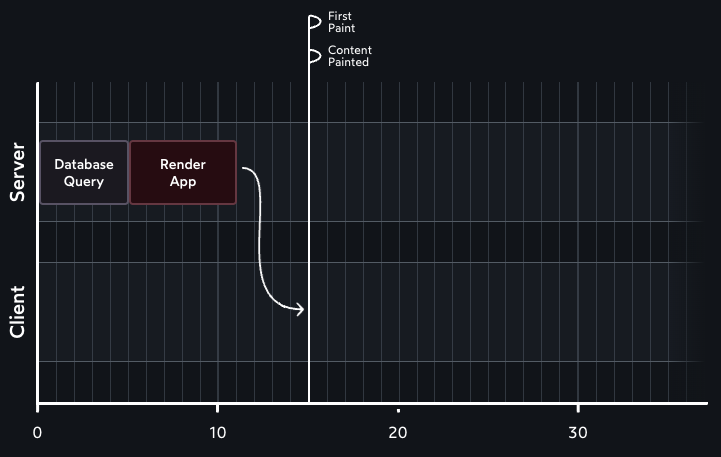 First
Paint
Content
Painted
Server
Database
Query
Render
App
Client
0
10
20
30